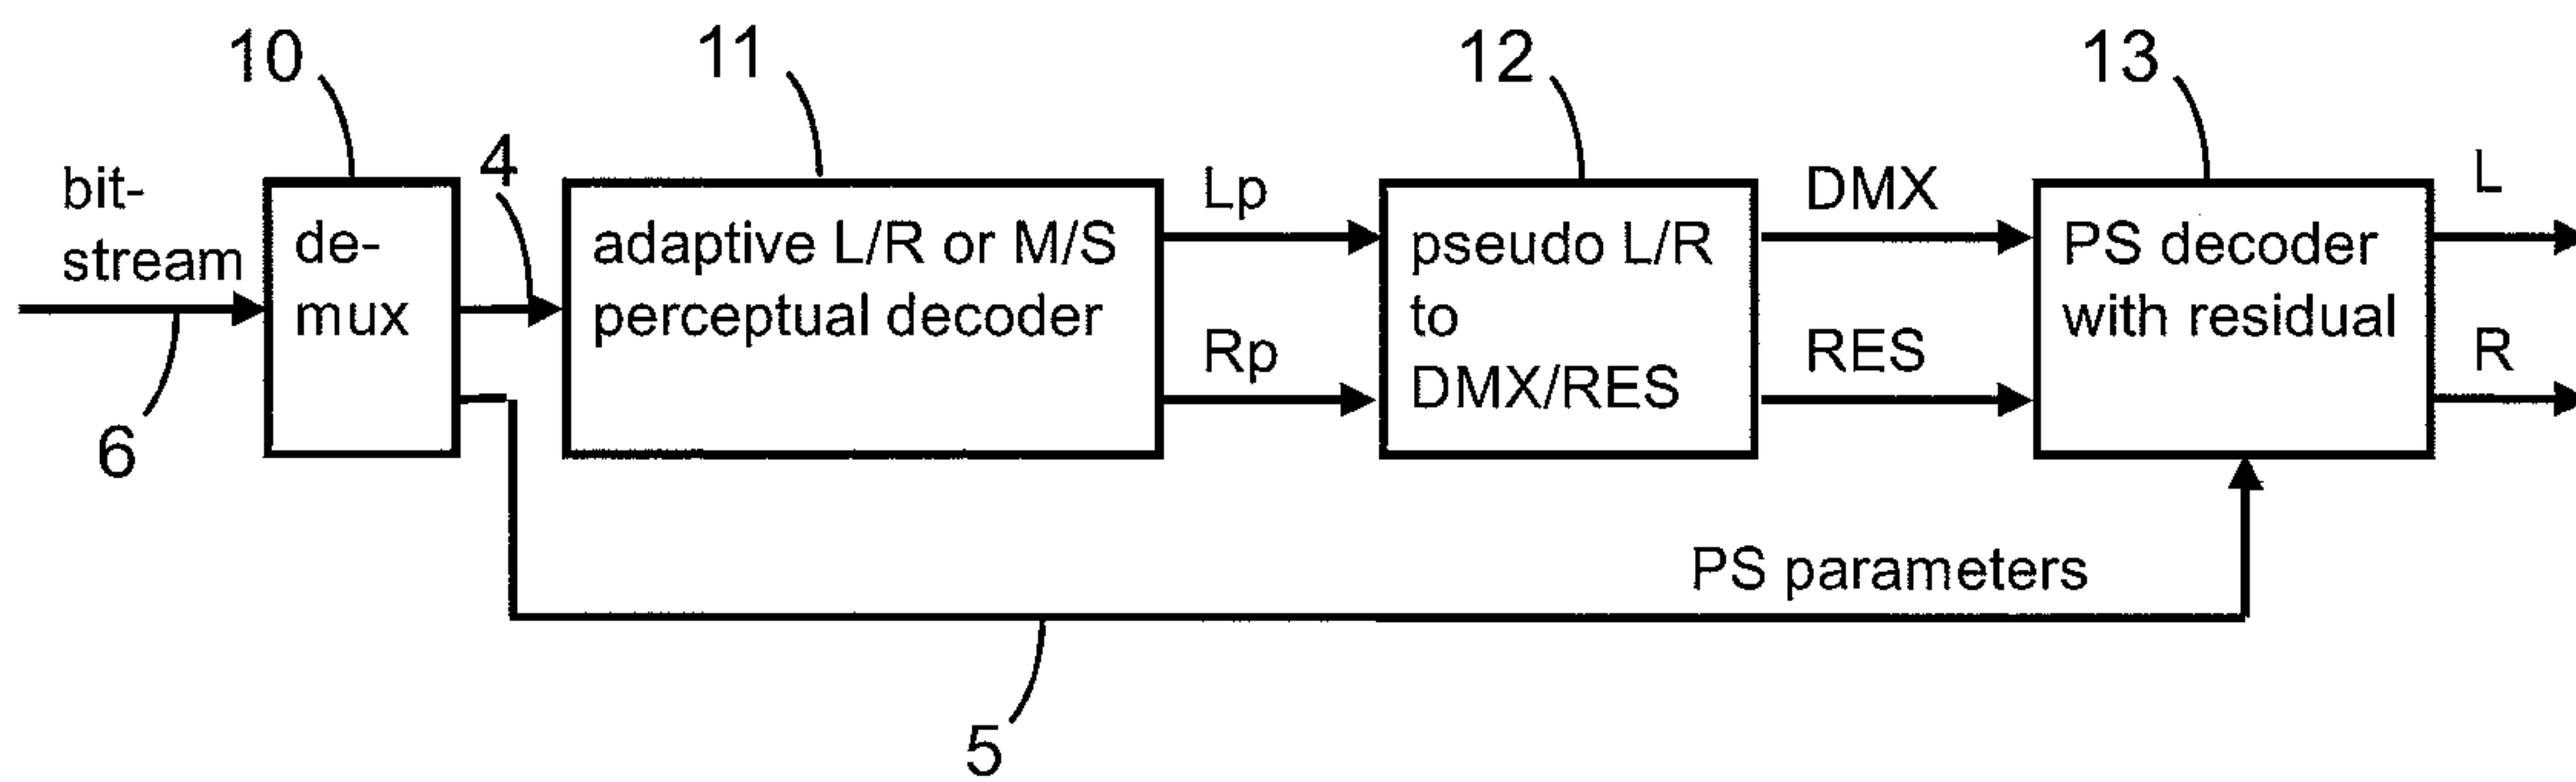 10
11
12
13
4
bit-
stream
de-
mux
adaptive L/R or M/S
perceptual decoder
Lp
Rp
pseudo L/R
to
DMX/RES
DMX
RES
PS decoder
with residual
L
R
6
PS parameters
5